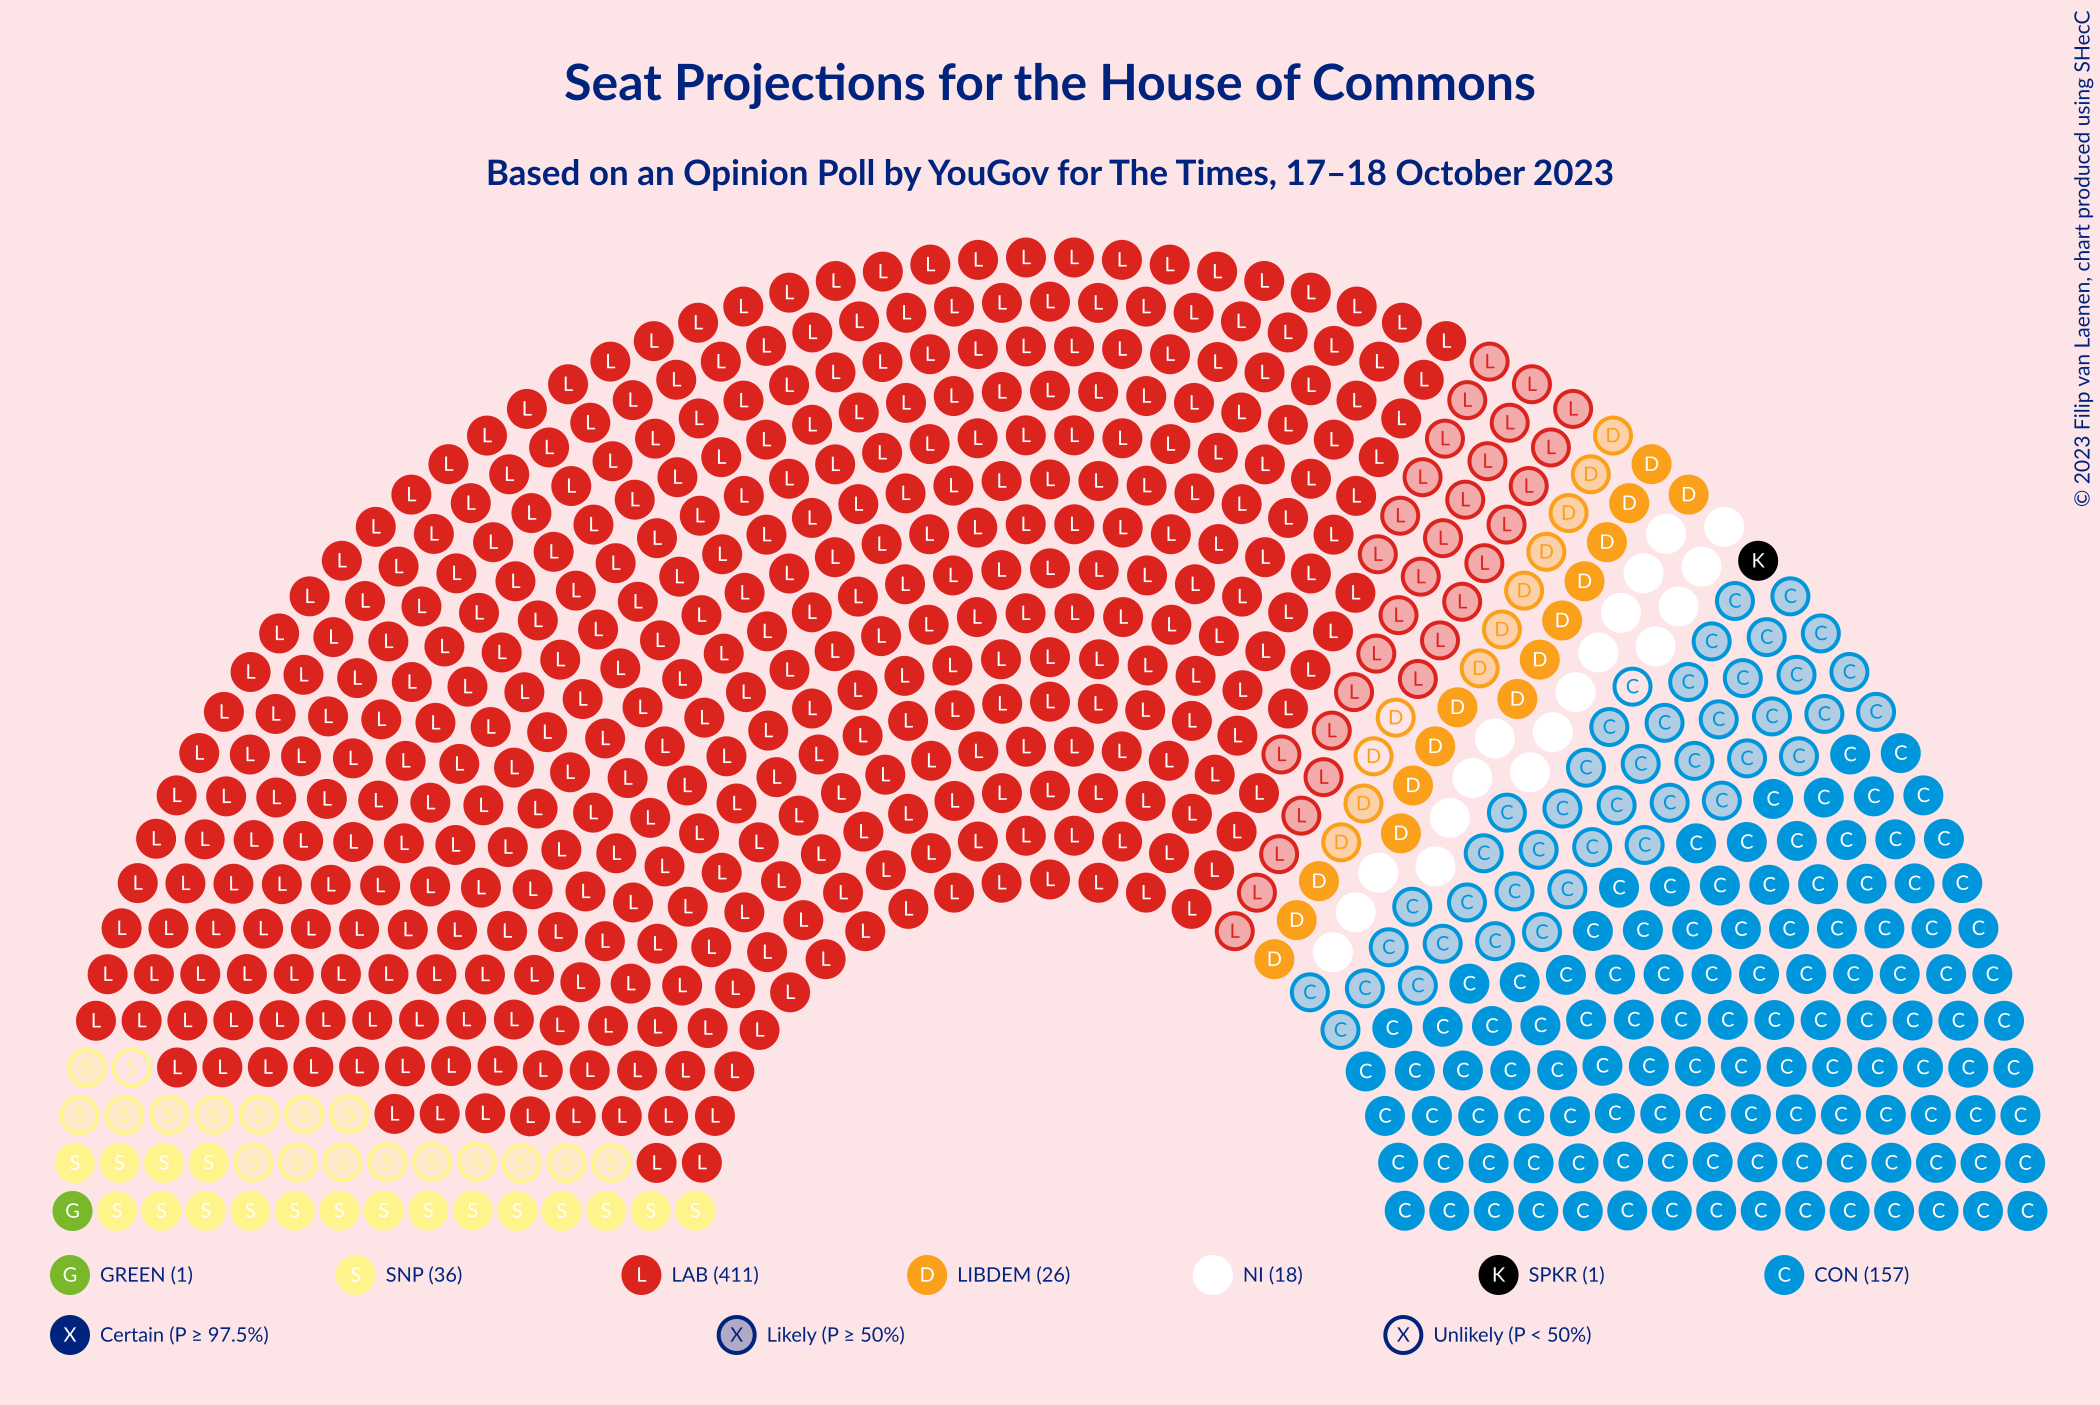 Seat Projections for the House of Commons
Based on an Opinion Poll by YouGov for The Times, 17–18 October 2023
© 2023 Filip van Laenen, chart produced using SHecC
G GREEN (1)
S SNP (36)
L LAB (411)
D LIBDEM (26)
NI (18)
K SPKR (1)
C CON (157)
X Certain (P ≥ 97.5%)
X Likely (P ≥ 50%)
X Unlikely (P < 50%)